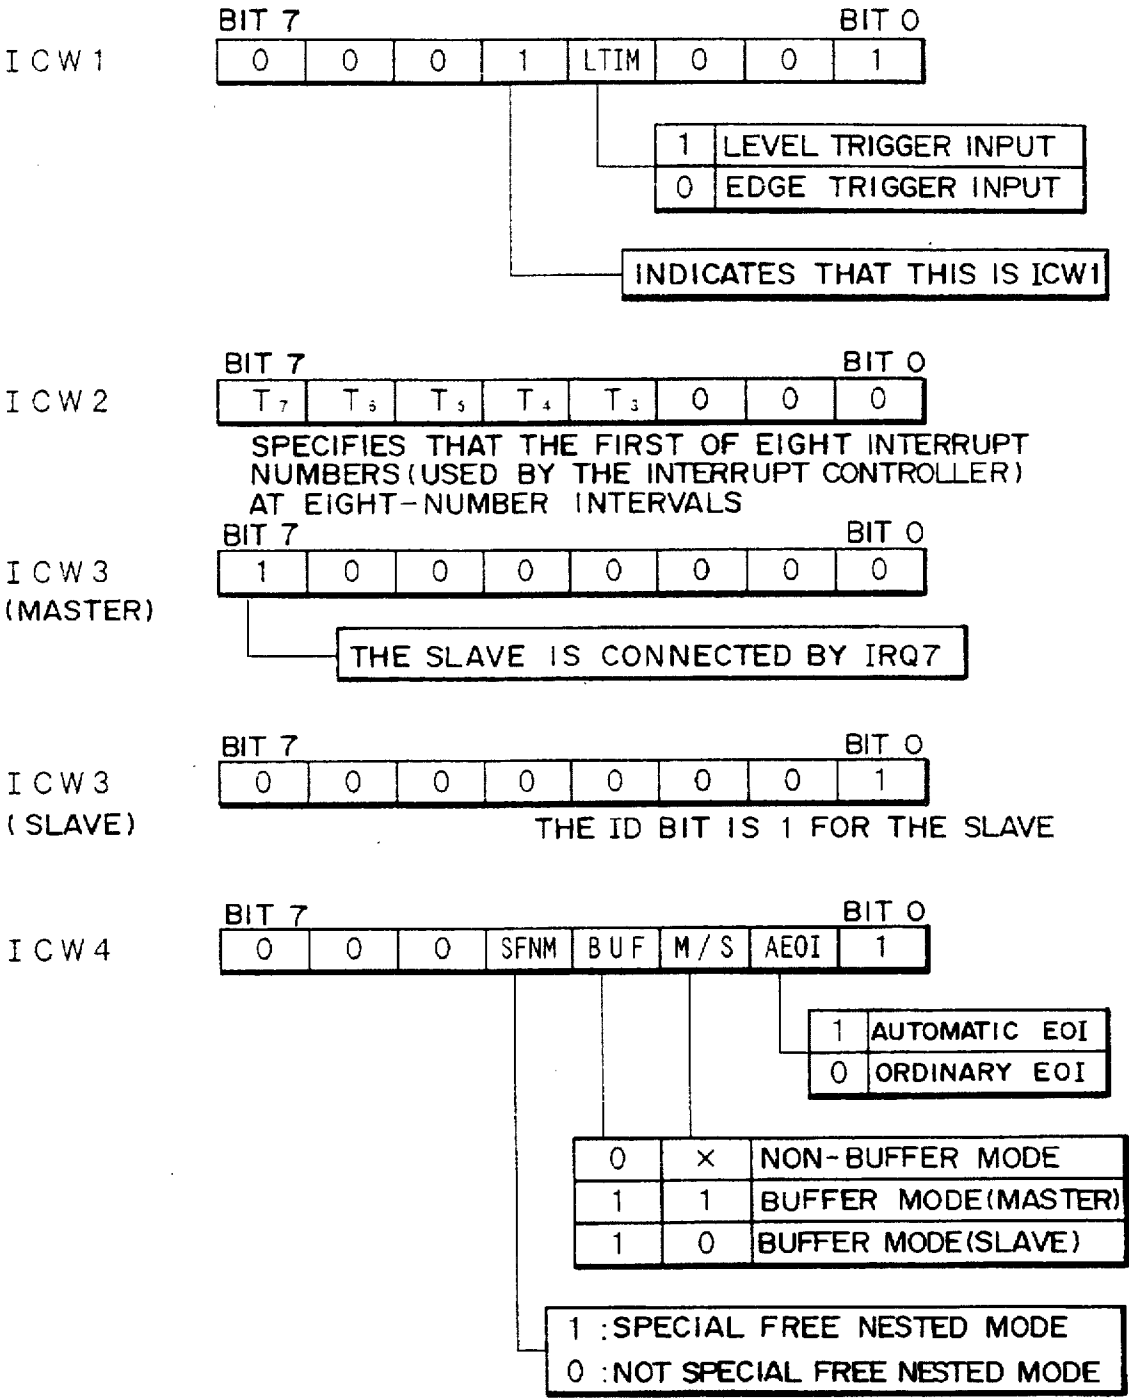 BIT 7 BIT 0
ICW1 0 0 0 1 LTIM 0 0 1
1 LEVEL TRIGGER INPUT
0 EDGE TRIGGER INPUT
INDICATES THAT THIS IS ICW1
BIT 7 BIT 0
ICW2 T7 T6 T5 T4 T3 0 0 0
SPECIFIES THAT THE FIRST OF EIGHT INTERRUPT
NUMBERS(USED BY THE INTERRUPT CONTROLLER)
AT EIGHT-NUMBER INTERVALS
BIT 7 BIT 0
ICW3 1 0 0 0 0 0 0 0
(MASTER)
THE SLAVE IS CONNECTED BY IRQ7
BIT 7 BIT 0
ICW3 0 0 0 0 0 0 0 1
(SLAVE) THE ID BIT IS 1 FOR THE SLAVE
BIT 7 BIT 0
ICW4 0 0 0 SFNM BUF M/S AEOI 1
1 AUTOMATIC EOI
0 ORDINARY EOI
0 × NON-BUFFER MODE
1 1 BUFFER MODE(MASTER)
1 0 BUFFER MODE(SLAVE)
1 :SPECIAL FREE NESTED MODE
0 :NOT SPECIAL FREE NESTED MODE